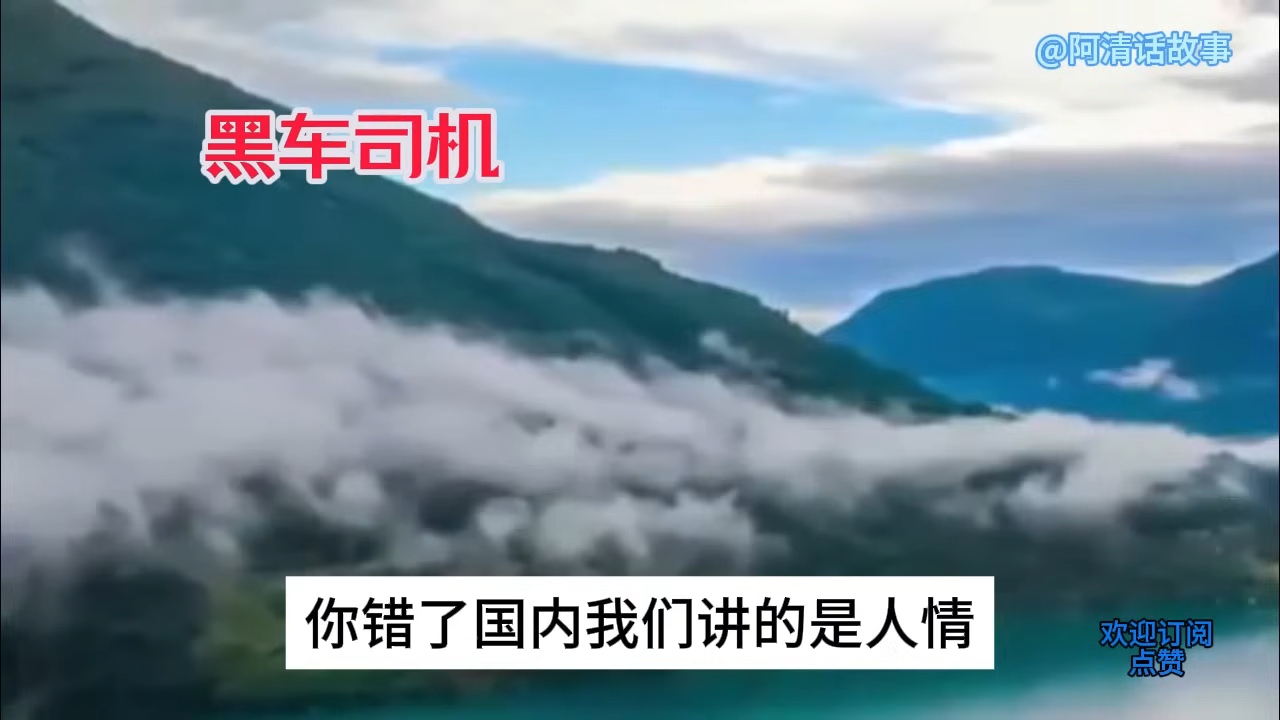 @阿清话故事
黑车司机
你错了国内我们讲的是人情
欢迎订阅
点赞